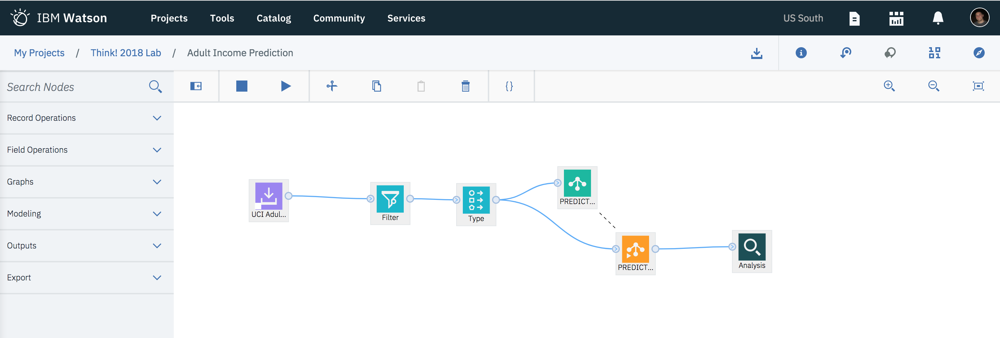 IBM Watson Projects Tools Catalog Community Services US South
My Projects / Think! 2018 Lab / Adult Income Prediction
Search Nodes
Record Operations
Field Operations
Graphs
Modeling
Outputs
Export
UCI Adul...
Filter
Type
PREDICT...
PREDICT...
Analysis